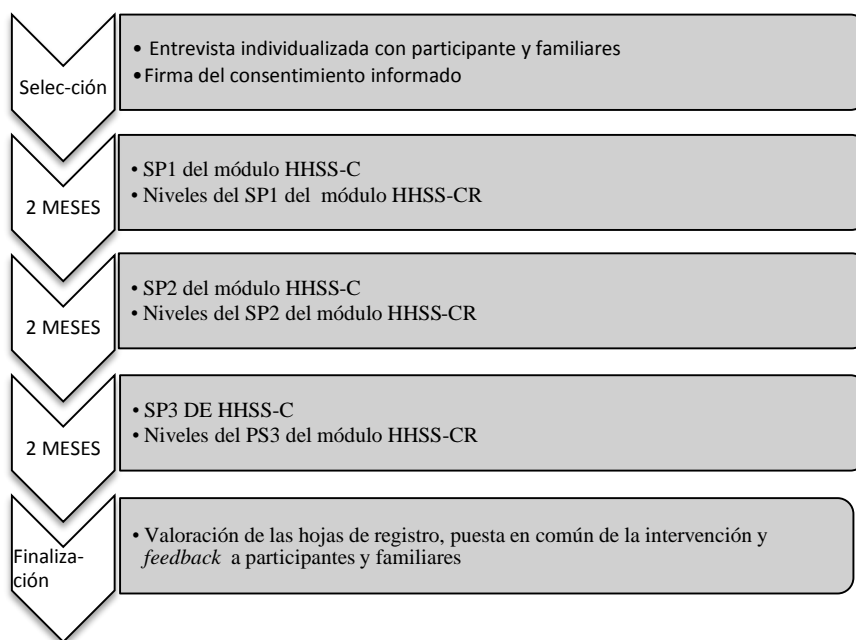 Selec-ción
• Entrevista individualizada con participante y familiares
•Firma del consentimiento informado
2 MESES
• SP1 del módulo HHSS-C
• Niveles del SP1 del módulo HHSS-CR
2 MESES
• SP2 del módulo HHSS-C
• Niveles del SP2 del módulo HHSS-CR
2 MESES
• SP3 DE HHSS-C
• Niveles del PS3 del módulo HHSS-CR
Finaliza-
ción
• Valoración de las hojas de registro, puesta en común de la intervención y
feedback a participantes y familiares